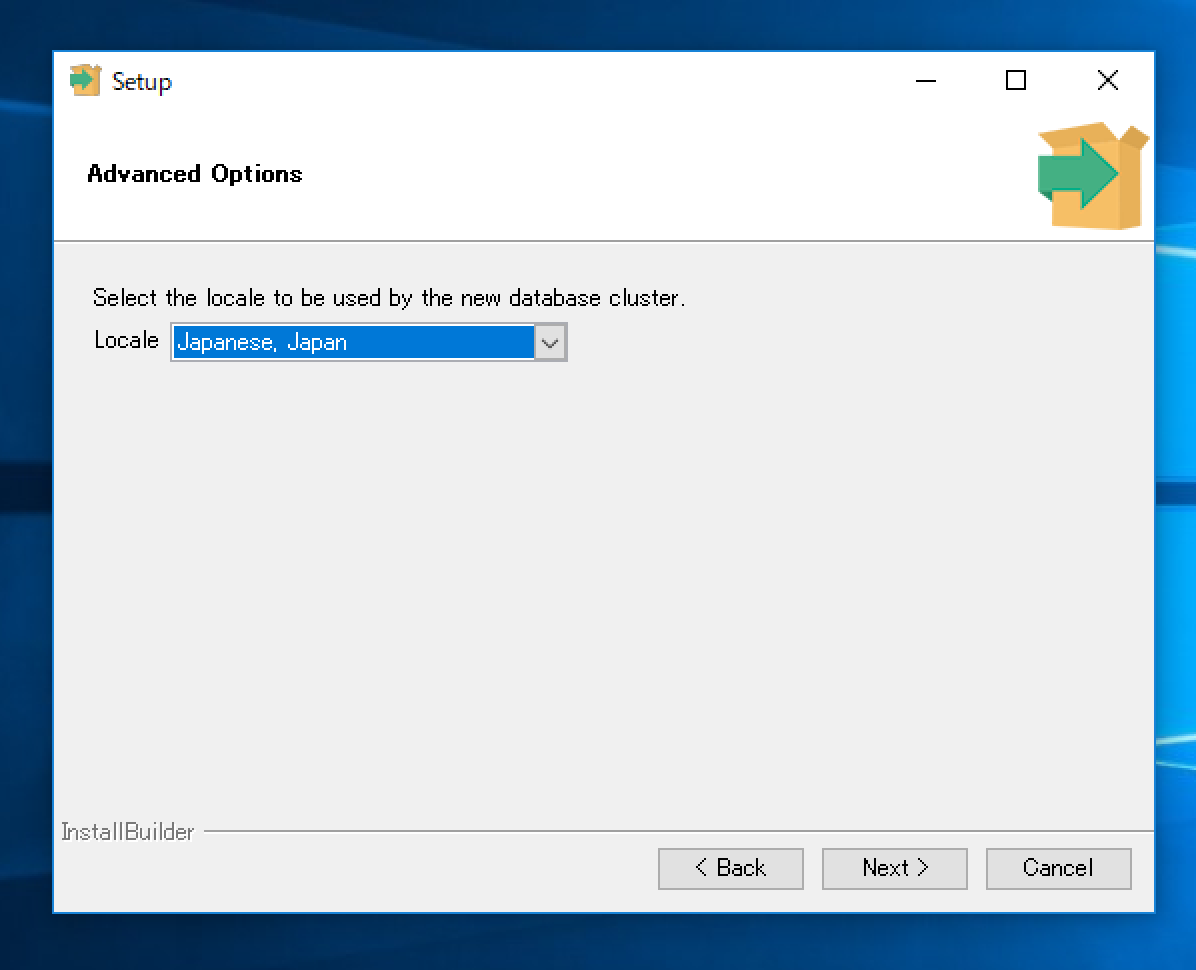 Setup
Advanced Options
Select the locale to be used by the new database cluster.
Locale Japanese, Japan
InstallBuilder
< Back Next > Cancel